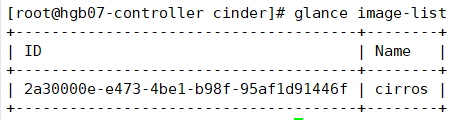 [root@hgb07-controller cinder]# glance image-list
+--------------------------------------+--------+
| ID                                   | Name   |
+--------------------------------------+--------+
| 2a30000e-e473-4be1-b98f-95af1d91446f | cirros |
+--------------------------------------+--------+